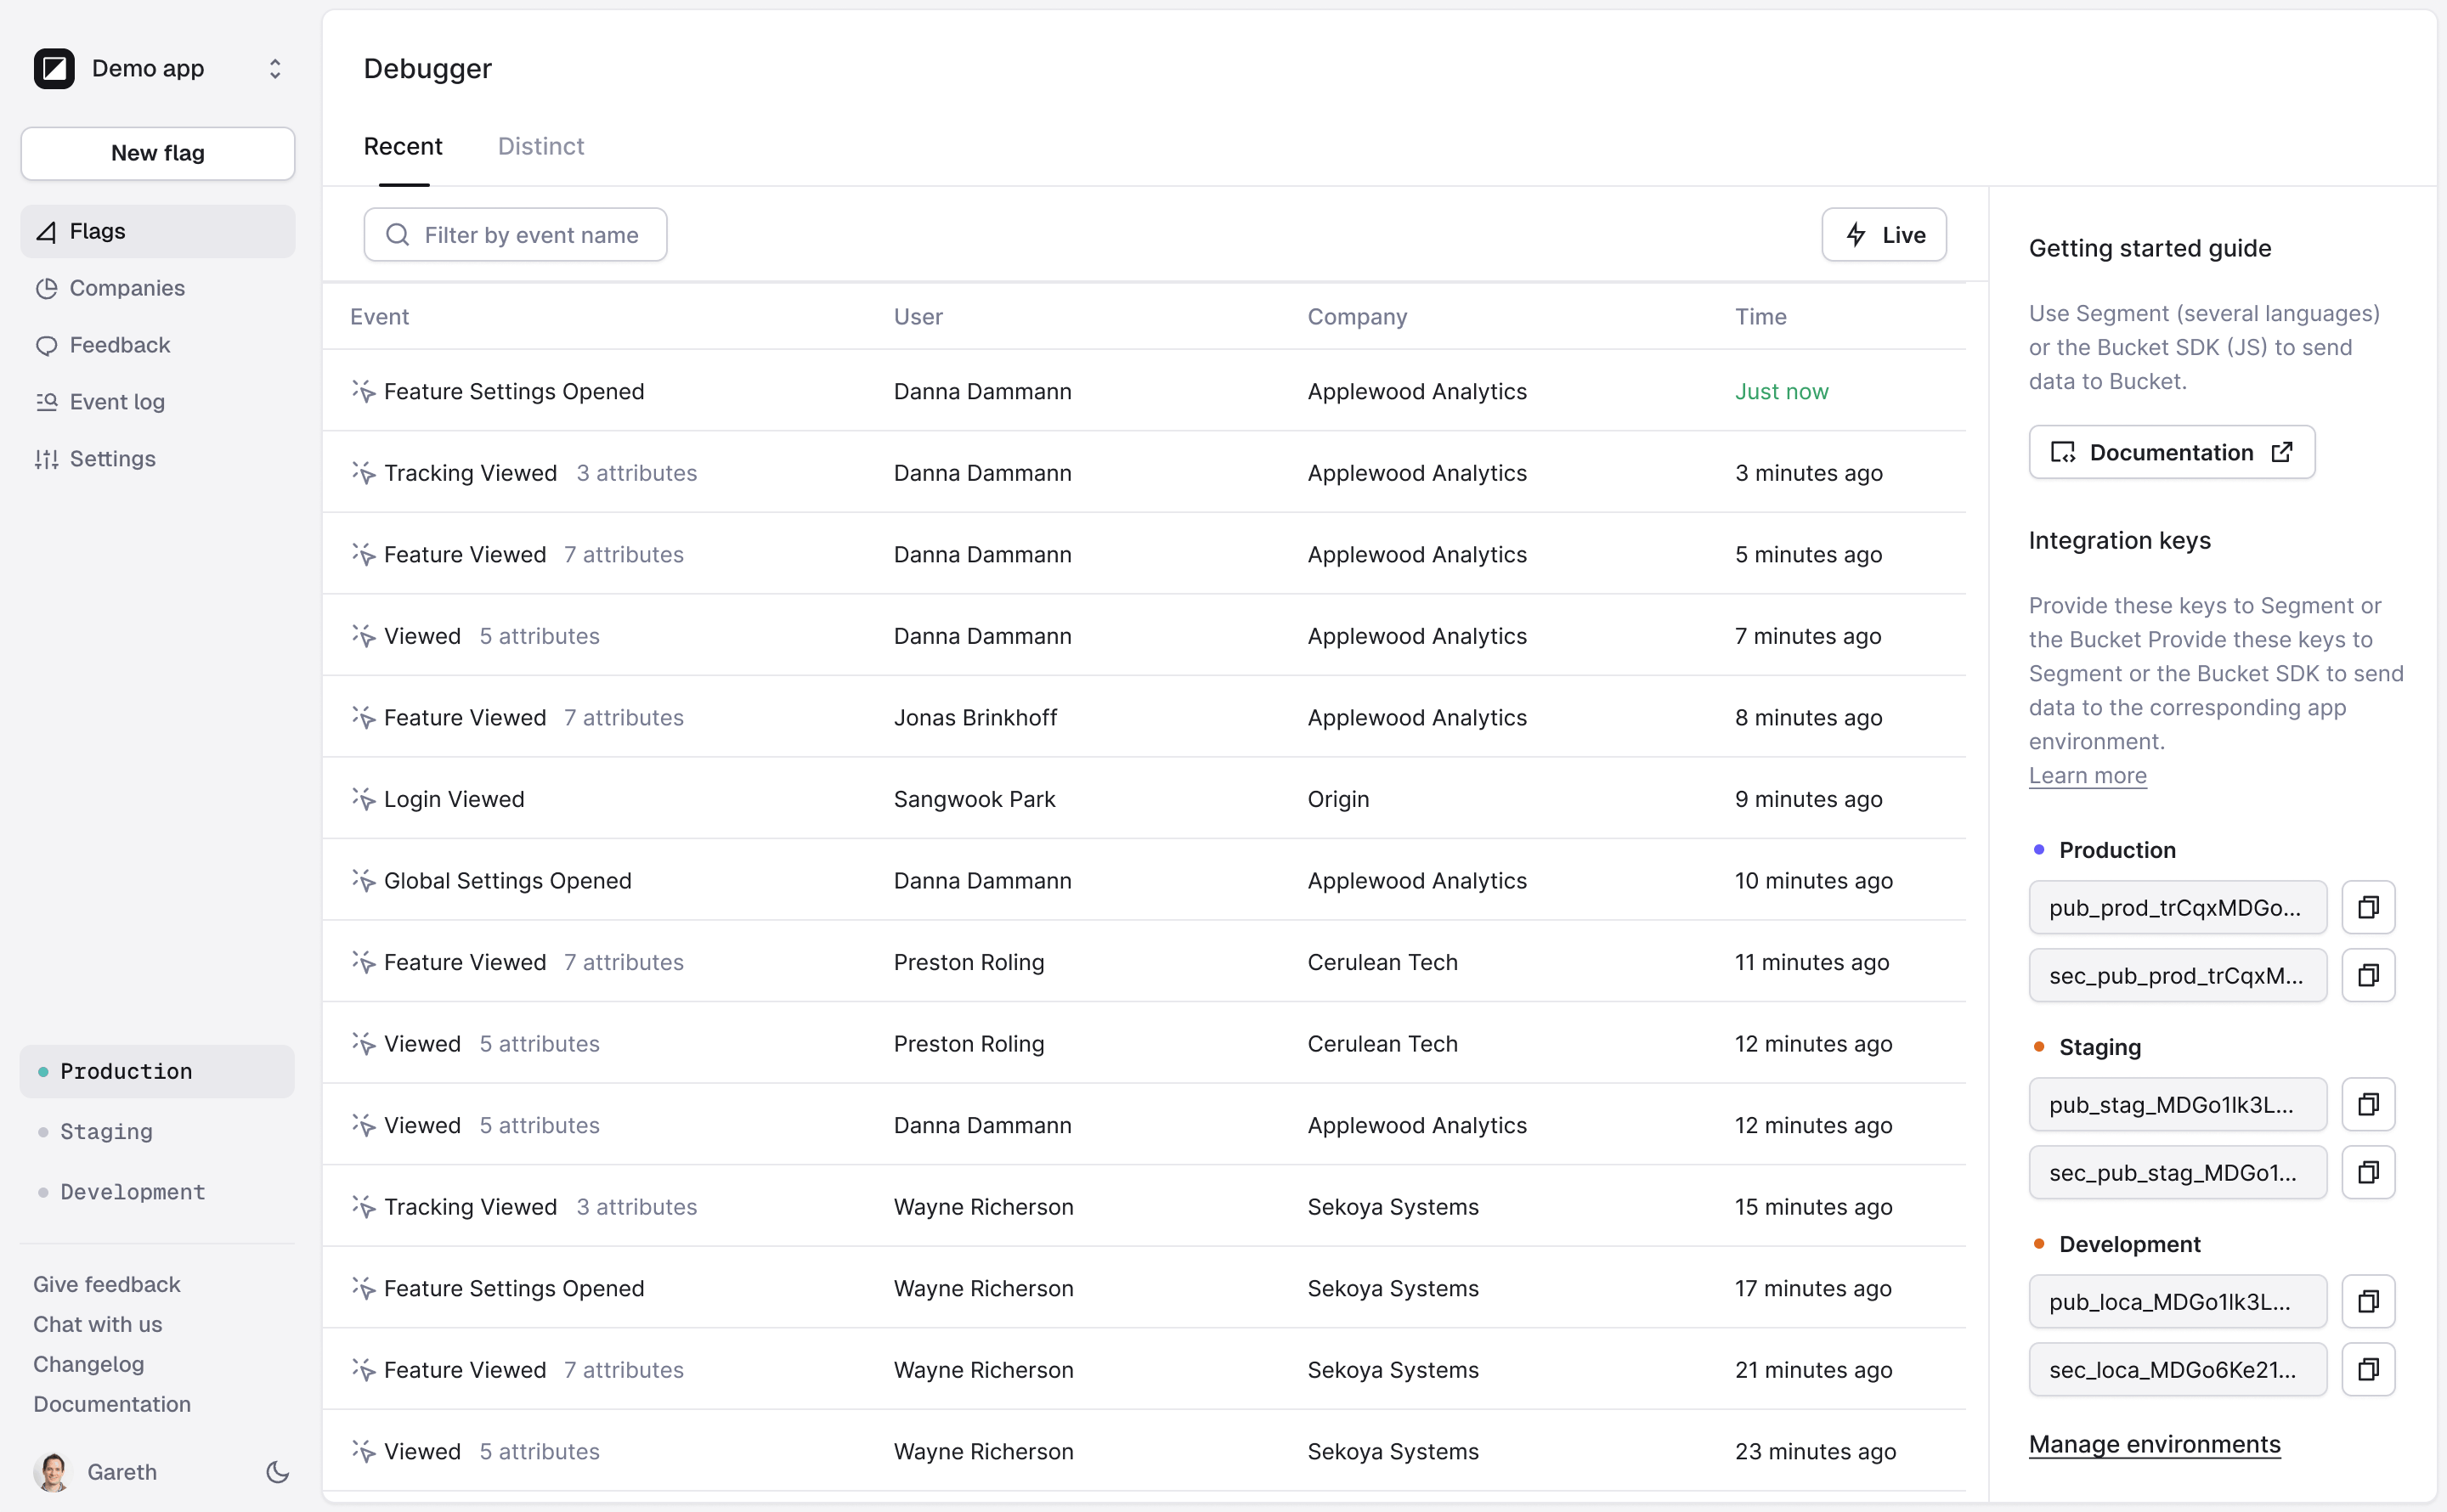 Demo app
New flag
Flags
Companies
Feedback
Event log
Settings
Production
Staging
Development
Give feedback
Chat with us
Changelog
Documentation
Gareth
Debugger
Recent Distinct
Filter by event name Live
Event User Company Time
Feature Settings Opened Danna Dammann Applewood Analytics Just now
Tracking Viewed 3 attributes Danna Dammann Applewood Analytics 3 minutes ago
Feature Viewed 7 attributes Danna Dammann Applewood Analytics 5 minutes ago
Viewed 5 attributes Danna Dammann Applewood Analytics 7 minutes ago
Feature Viewed 7 attributes Jonas Brinkhoff Applewood Analytics 8 minutes ago
Login Viewed Sangwook Park Origin 9 minutes ago
Global Settings Opened Danna Dammann Applewood Analytics 10 minutes ago
Feature Viewed 7 attributes Preston Roling Cerulean Tech 11 minutes ago
Viewed 5 attributes Preston Roling Cerulean Tech 12 minutes ago
Viewed 5 attributes Danna Dammann Applewood Analytics 12 minutes ago
Tracking Viewed 3 attributes Wayne Richerson Sekoya Systems 15 minutes ago
Feature Settings Opened Wayne Richerson Sekoya Systems 17 minutes ago
Feature Viewed 7 attributes Wayne Richerson Sekoya Systems 21 minutes ago
Viewed 5 attributes Wayne Richerson Sekoya Systems 23 minutes ago
Getting started guide
Use Segment (several languages)
or the Bucket SDK (JS) to send
data to Bucket.
Documentation
Integration keys
Provide these keys to Segment or
the Bucket Provide these keys to
Segment or the Bucket SDK to send
data to the corresponding app
environment.
Learn more
Production
pub_prod_trCqxMDGo...
sec_pub_prod_trCqxM...
Staging
pub_stag_MDGo1lk3L...
sec_pub_stag_MDGo1...
Development
pub_loca_MDGo1lk3L...
sec_loca_MDGo6Ke21...
Manage environments